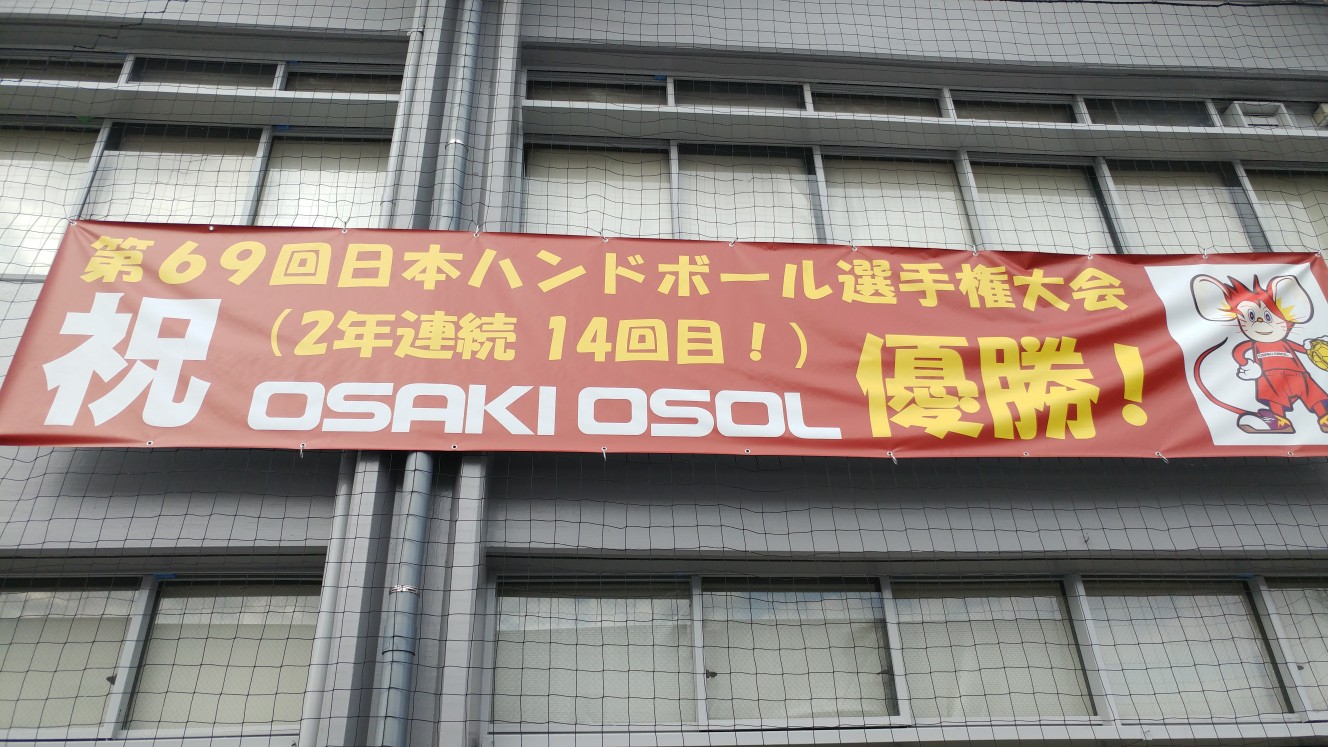 第69回日本ハンドボール選手権大会
祝
（2年連続 14回目！）
OSAKI OSOL
優勝！